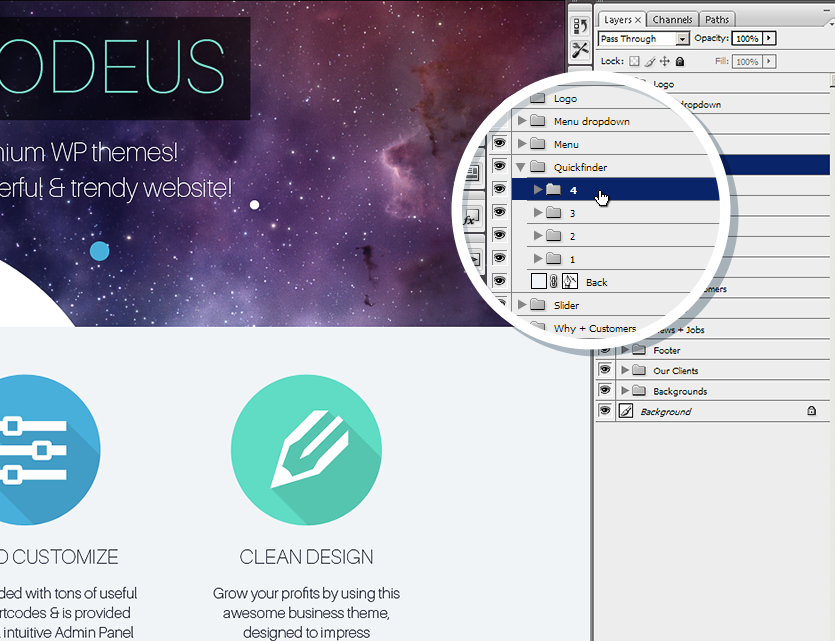 ODEUS
nium WP themes!
erful & trendy website!
O CUSTOMIZE
ded with tons of useful
rtcodes & is provided
intuitive Admin Panel
CLEAN DESIGN
Grow your profits by using this
awesome business theme,
designed to impress
Layers × Channels Paths
Pass Through Opacity: 100%
Lock: Fill: 100%
Logo
dropdown
Logo
Menu dropdown
Menu
Quickfinder
4
3
2
1
Back
Slider
Why + Customers
fx
omers
ews + Jobs
Footer
Our Clients
Backgrounds
Background